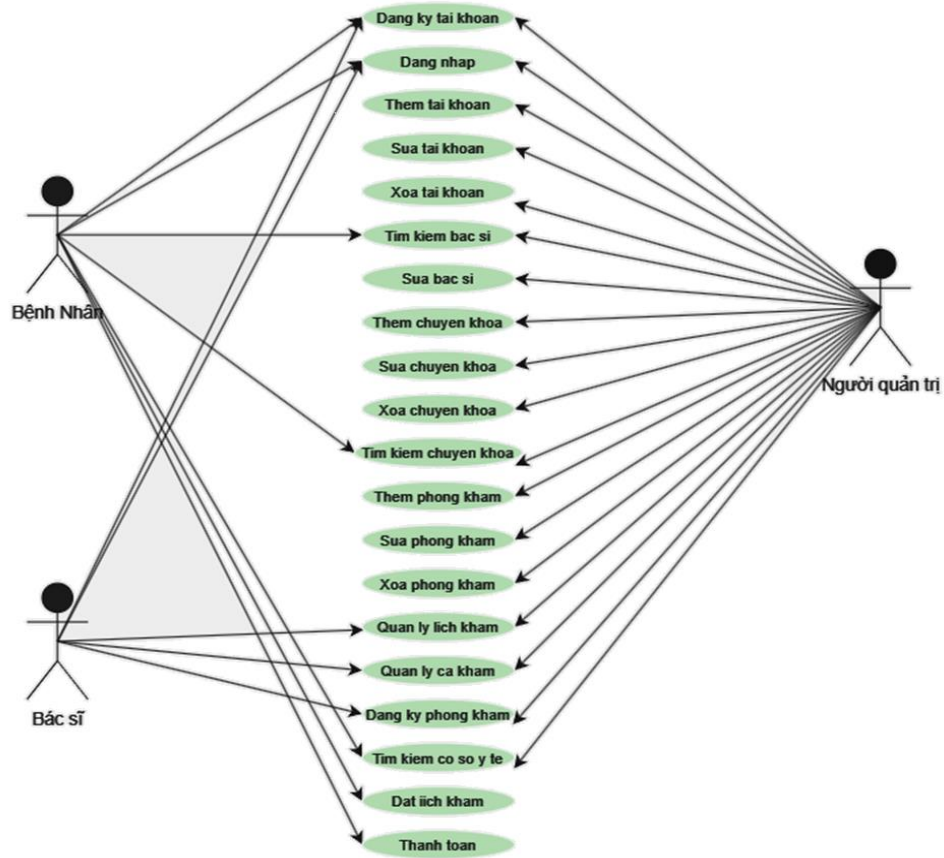 Dang ky tai khoan
Dang nhap
Them tai khoan
Sua tai khoan
Xoa tai khoan
Tim kiem bac si
Sua bac si
Bệnh Nhân
Them chuyen khoa
Sua chuyen khoa
Người quản trị
Xoa chuyen khoa
Tim kiem chuyen khoa
Them phong kham
Sua phong kham
Xoa phong kham
Quan ly lich kham
Quan ly ca kham
Bác sĩ
Dang ky phong kham
Tim kiem co so y te
Dat iich kham
Thanh toan